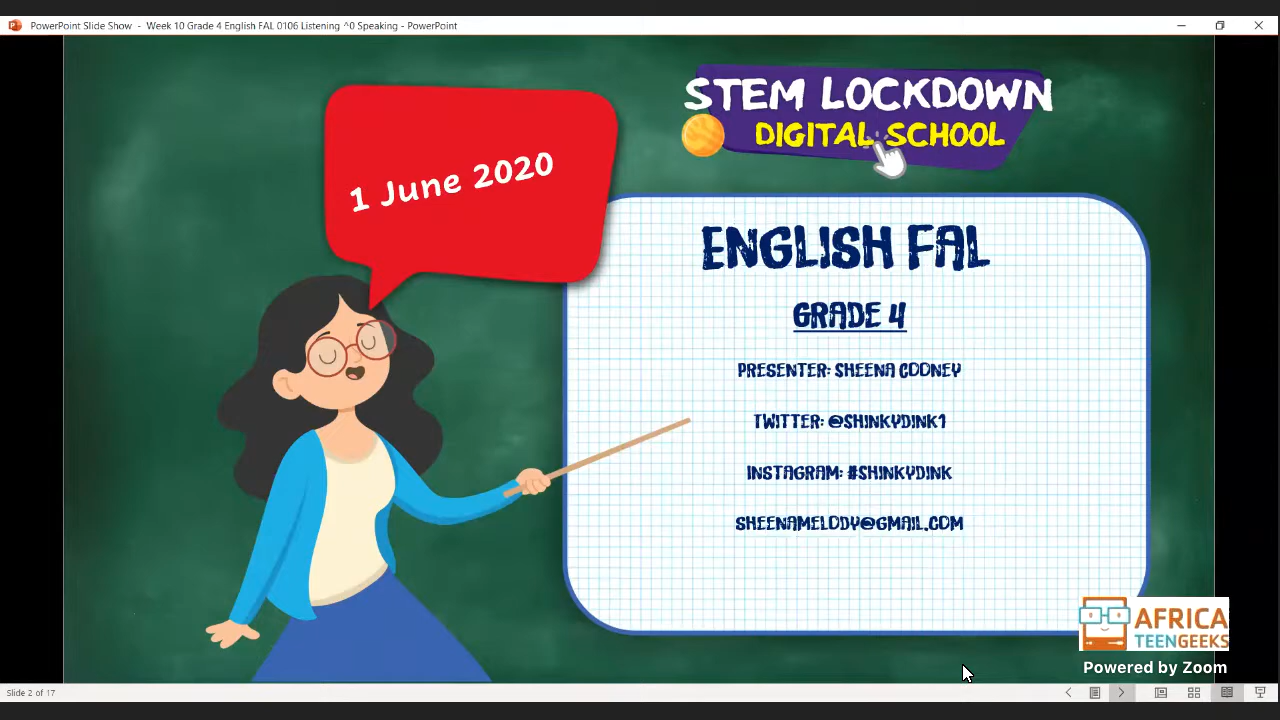 PowerPoint Slide Show - Week 10 Grade 4 English FAL 0106 Listening ^0 Speaking - PowerPoint
STEM LOCKDOWN
DIGITAL SCHOOL
1 June 2020
ENGLISH FAL
GRADE 4
PRESENTER: SHEENA COONEY
TWITTER: @SHINKYDINK1
INSTAGRAM: #SHINKYDINK
SHEENAMELODY@GMAIL.COM
AFRICA
TEENGEEKS
Powered by Zoom
Slide 2 of 17